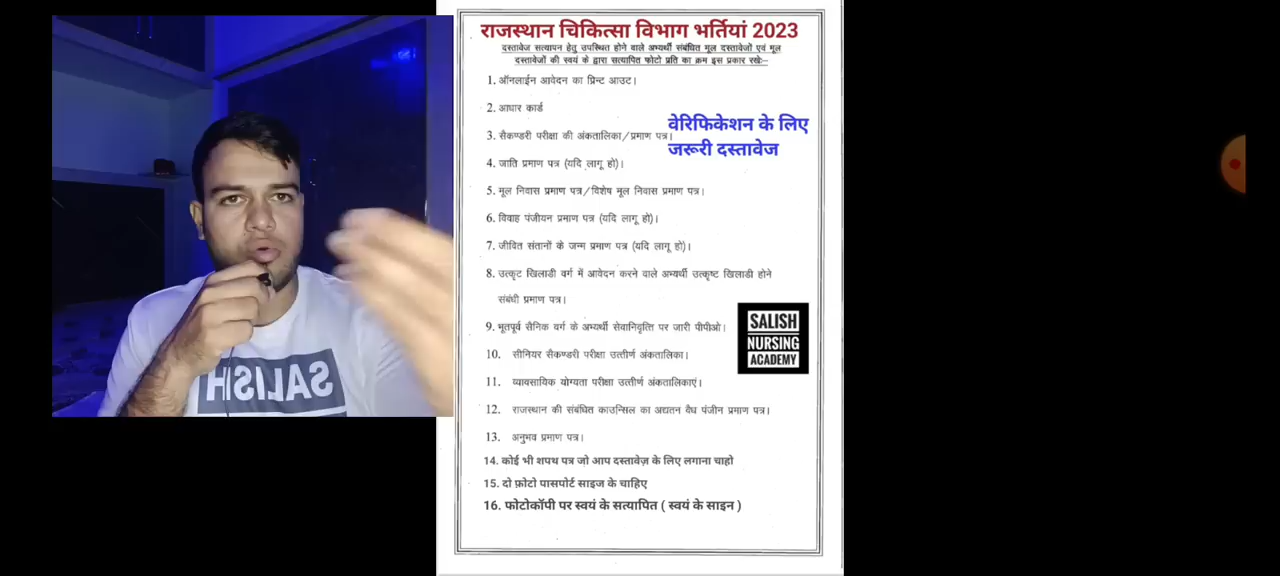 राजस्थान चिकित्सा विभाग भर्तियां 2023
दस्तावेज सत्यापन हेतु उपस्थित होने वाले अभ्यर्थी संबंधित मूल दस्तावेजों एवं मूल
दस्तावेजों की स्वयं के द्वारा सत्यापित फोटो प्रति का क्रम इस प्रकार रखेः-
1. ऑनलाईन आवेदन का प्रिन्ट आउट।
2. आधार कार्ड
वेरिफिकेशन के लिए
जरूरी दस्तावेज
3. सैकण्डरी परीक्षा की अंकतालिका/प्रमाण पत्र।
4. जाति प्रमाण पत्र (यदि लागू हो)।
5. मूल निवास प्रमाण पत्र/विशेष मूल निवास प्रमाण पत्र।
6. विवाह पंजीयन प्रमाण पत्र (यदि लागू हो)।
7. जीवित संतानों के जन्म प्रमाण पत्र (यदि लागू हो)।
8. उत्कृट खिलाडी वर्ग में आवेदन करने वाले अभ्यर्थी उत्कृष्ट खिलाडी होने
संबंधी प्रमाण पत्र।
9. भूतपूर्व सैनिक वर्ग के अभ्यर्थी सेवानिवृत्ति पर जारी पीपीओ।
10. सीनियर सैकण्डरी परीक्षा उत्तीर्ण अंकतालिका।
11. व्यावसायिक योग्यता परीक्षा उत्तीर्ण अंकतालिकाएं।
12. राजस्थान की संबंधित काउन्सिल का अद्यतन वैध पंजीन प्रमाण पत्र।
13. अनुभव प्रमाण पत्र।
14. कोई भी शपथ पत्र जो आप दस्तावेज़ के लिए लगाना चाहो
15. दो फ़ोटो पासपोर्ट साइज के चाहिए
16. फोटोकॉपी पर स्वयं के सत्यापित ( स्वयं के साइन )
SALISH
NURSING
ACADEMY
SALISH